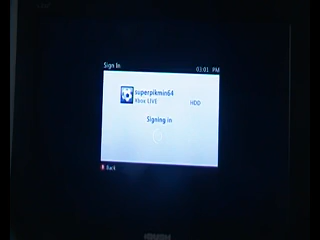 Sign In 03:01 PM
superpikmin64
Xbox LIVE HDD
Signing in
Back